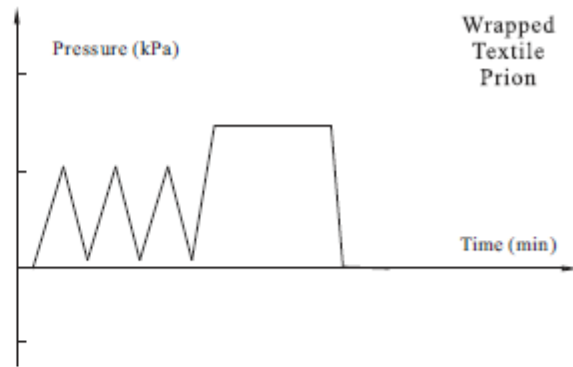 Wrapped
Textile
Prion
Pressure (kPa)
Time (min)